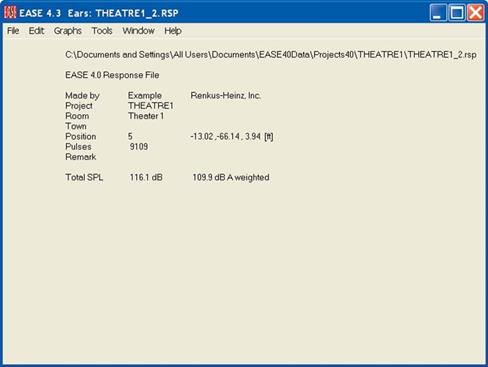 EASE EASE 4.3 Ears: THEATRE1_2.RSP
File Edit Graphs Tools Window Help
C:\Documents and Settings\All Users\Documents\EASE40Data\Projects40\THEATRE1\THEATRE1_2.rsp
EASE 4.0 Response File
Made by Example Renkus-Heinz, Inc.
Project THEATRE1
Room Theater 1
Town
Position 5 -13.02 ,-66.14 , 3.94 [ft]
Pulses 9109
Remark
Total SPL 116.1 dB 109.9 dB A weighted